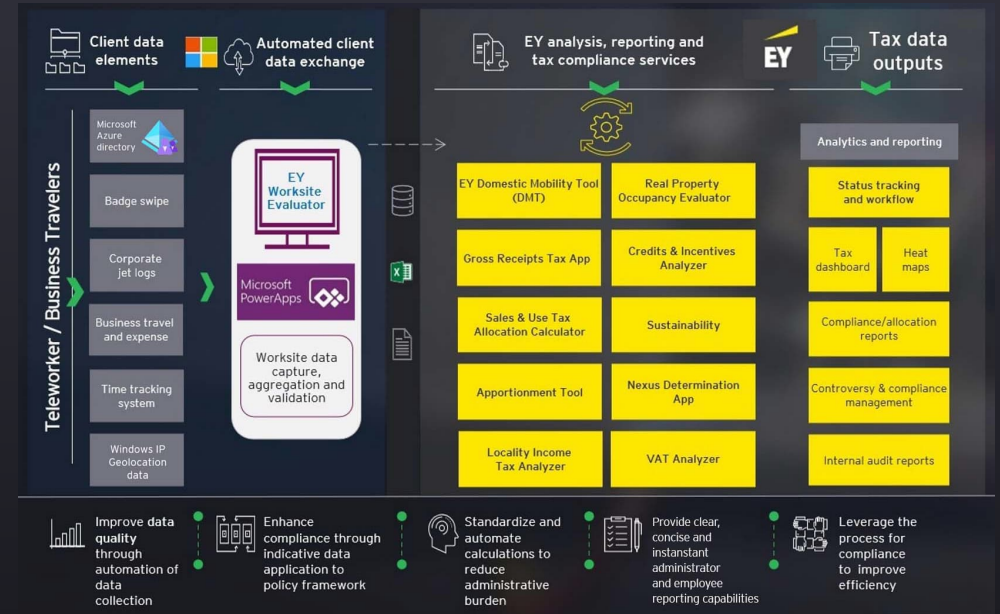 Client data
elements
Automated client
data exchange
EY analysis, reporting and
tax compliance services
EY
Tax data
outputs
Teleworker / Business Travelers
Microsoft
Azure
directory
Badge swipe
Corporate
jet logs
Business travel
and expense
Time tracking
system
Windows IP
Geolocation
data
EY
Worksite
Evaluator
Microsoft
PowerApps
Worksite data
capture,
aggregation and
validation
EY Domestic Mobility Tool
(DMT)
Real Property
Occupancy Evaluator
Gross Receipts Tax App
Credits & Incentives
Analyzer
Sales & Use Tax
Allocation Calculator
Sustainability
Apportionment Tool
Nexus Determination
App
Locality Income
Tax Analyzer
VAT Analyzer
Analytics and reporting
Status tracking
and workflow
Tax
dashboard
Heat
maps
Compliance/allocation
reports
Controversy & compliance
management
Internal audit reports
Improve data
quality
through
automation of
data
collection
Enhance
compliance through
indicative data
application to
policy framework
Standardize and
automate
calculations to
reduce
administrative
burden
Provide clear,
concise and
instanstant
administrator
and employee
reporting capabilities
Leverage the
process for
compliance
to improve
efficiency